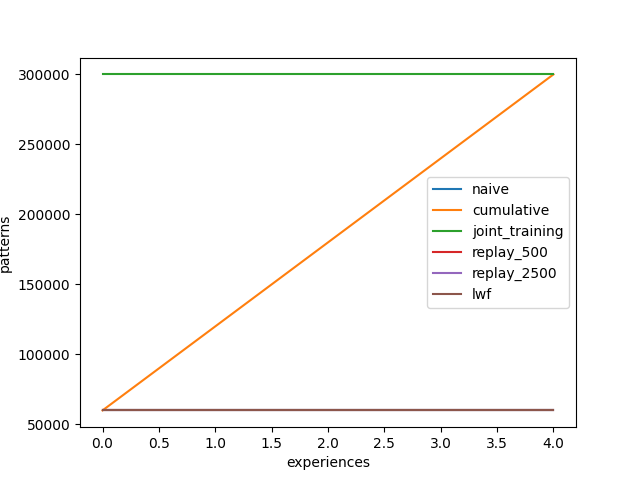 300000
250000
200000
150000
100000
50000
patterns
0.0 0.5 1.0 1.5 2.0 2.5 3.0 3.5 4.0
experiences
naive
cumulative
joint_training
replay_500
replay_2500
lwf